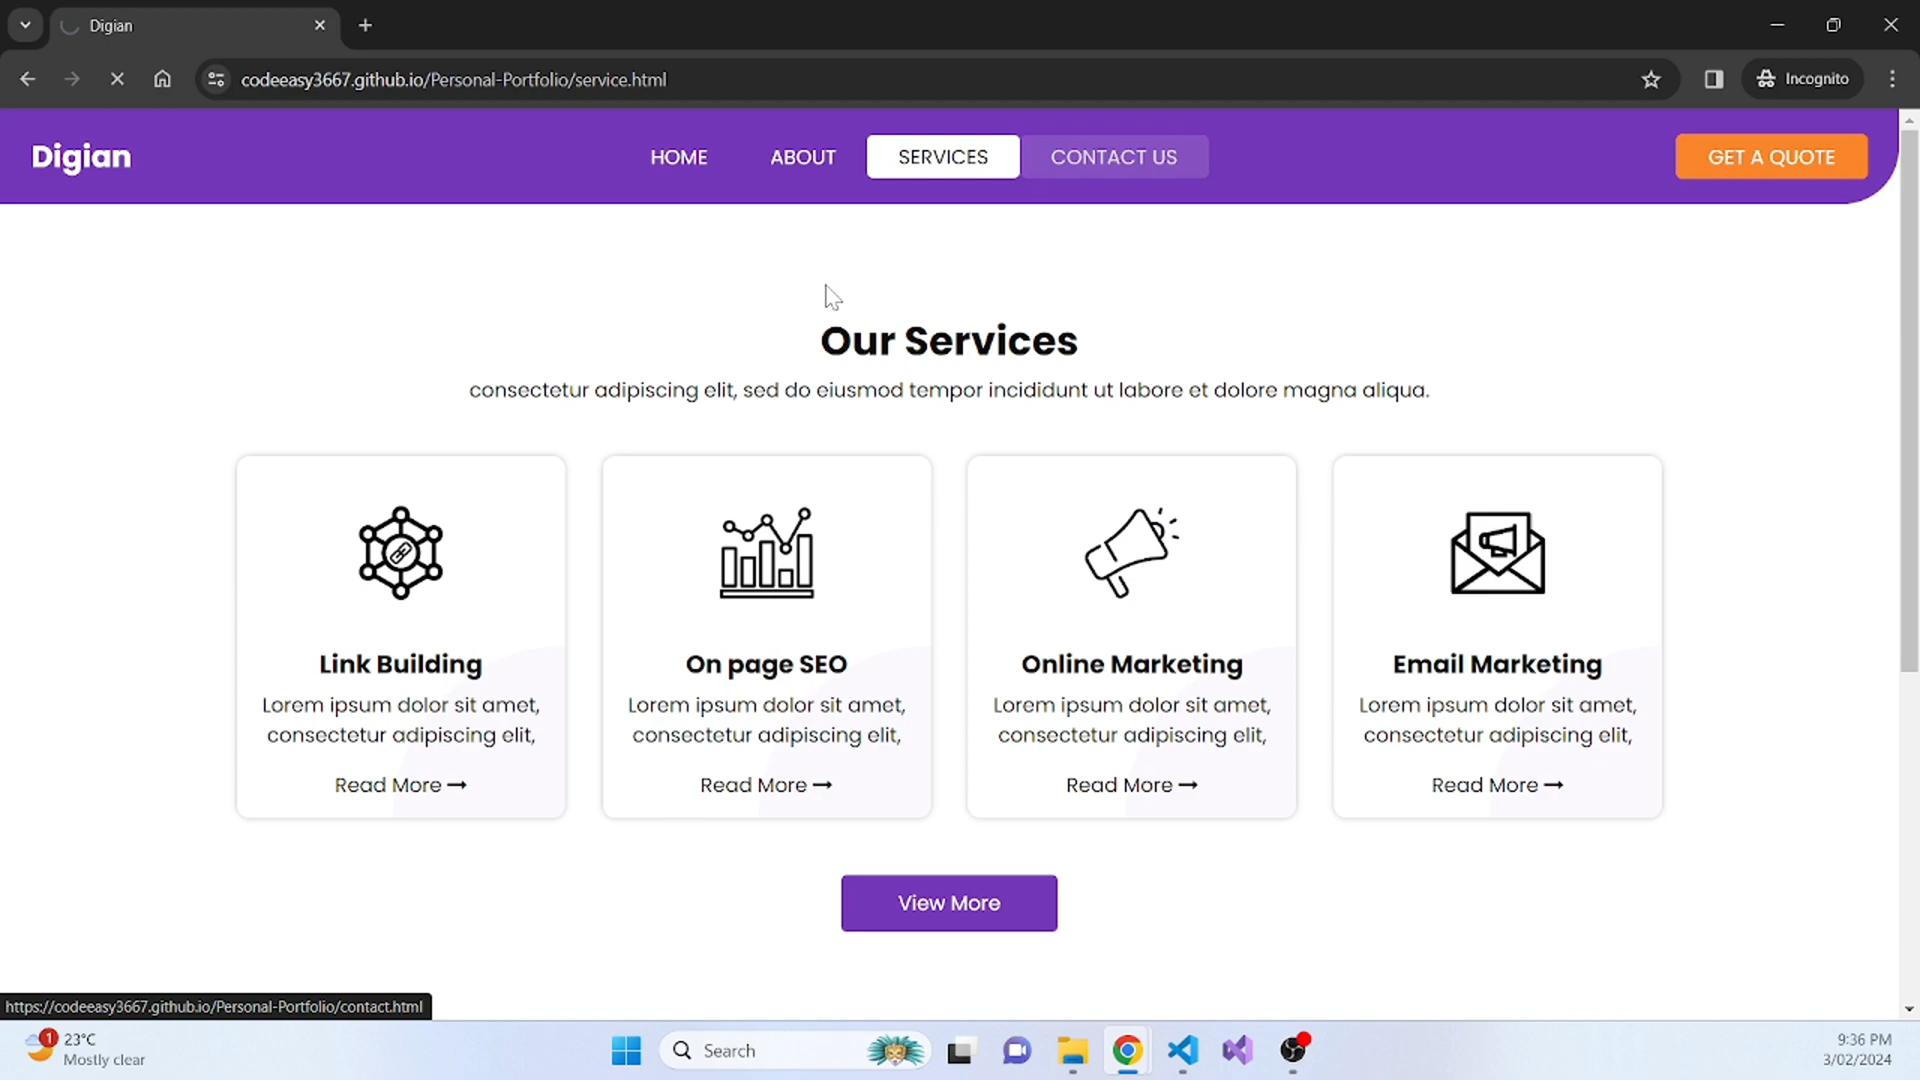 Digian
codeeasy3667.github.io/Personal-Portfolio/service.html
Incognito
Digian
HOME
ABOUT
SERVICES
CONTACT US
GET A QUOTE
Our Services
consectetur adipiscing elit, sed do eiusmod tempor incididunt ut labore et dolore magna aliqua.
Link Building
Lorem ipsum dolor sit amet,
consectetur adipiscing elit,
Read More →
On page SEO
Lorem ipsum dolor sit amet,
consectetur adipiscing elit,
Read More →
Online Marketing
Lorem ipsum dolor sit amet,
consectetur adipiscing elit,
Read More →
Email Marketing
Lorem ipsum dolor sit amet,
consectetur adipiscing elit,
Read More →
View More
https://codeeasy3667.github.io/Personal-Portfolio/contact.html
1
23°C
Mostly clear
Search
9:36 PM
3/02/2024